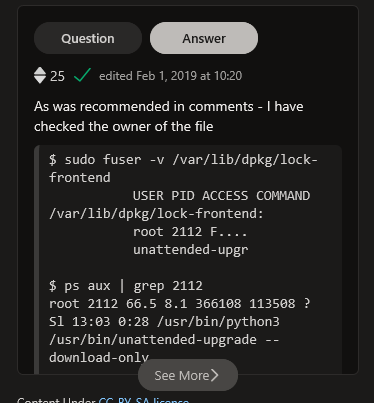 Question
Answer
25 edited Feb 1, 2019 at 10:20
As was recommended in comments - I have
checked the owner of the file
$ sudo fuser -v /var/lib/dpkg/lock-
frontend
USER PID ACCESS COMMAND
/var/lib/dpkg/lock-frontend:
root 2112 F....
unattended-upgr
$ ps aux | grep 2112
root 2112 66.5 8.1 366108 113508 ?
Sl 13:03 0:28 /usr/bin/python3
/usr/bin/unattended-upgrade --
download-only
See More
Content Under CC-BY-SA license